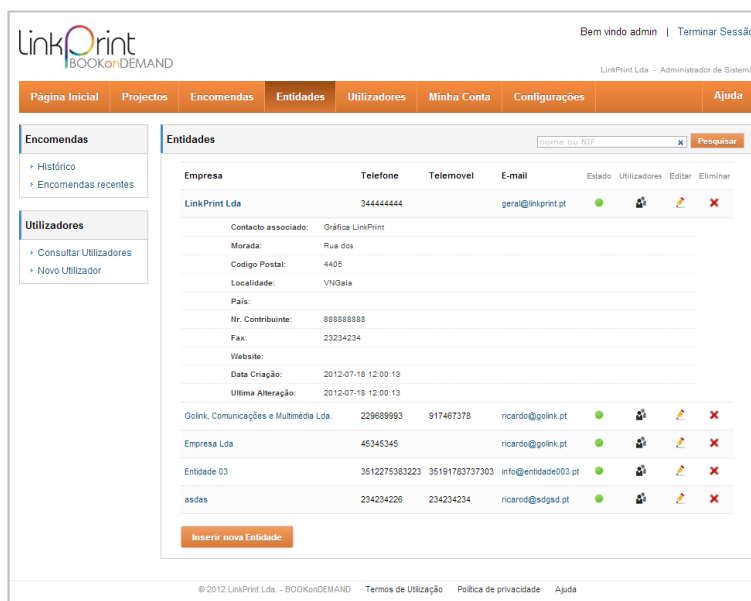 LinkPrint
BOOKonDEMAND
Bem vindo admin | Terminar Sessão
LinkPrint Lda - Administrador de Sistema
Página Inicial Projectos Encomendas Entidades Utilizadores Minha Conta Configurações Ajuda
Encomendas
Histórico
Encomendas recentes
Utilizadores
Consultar Utilizadores
Novo Utilizador
Entidades nome ou NIF Pesquisar
Empresa Telefone Telemovel E-mail Estado Utilizadores Editar Eliminar
LinkPrint Lda 344444444 geral@linkprint.pt
Contacto associado: Gráfica LinkPrint
Morada: Rua dos
Codigo Postal: 4405
Localidade: VNGaia
País:
Nr. Contribuinte: 888888888
Fax: 23234234
Website:
Data Criação: 2012-07-18 12:00:13
Ultima Alteração: 2012-07-18 12:00:13
Golink, Comunicações e Multimédia Lda. 229689993 917467378 ricardo@golink.pt
Empresa Lda 45345345 ricardo@golink.pt
Entidade 03 3512275383223 35191783737303 info@entidade003.pt
asdas 234234226 234234234 ricarod@sdgsd.pt
Inserir nova Entidade
© 2012 LinkPrint Lda. - BOOKonDEMAND Termos de Utilização Política de privacidade Ajuda